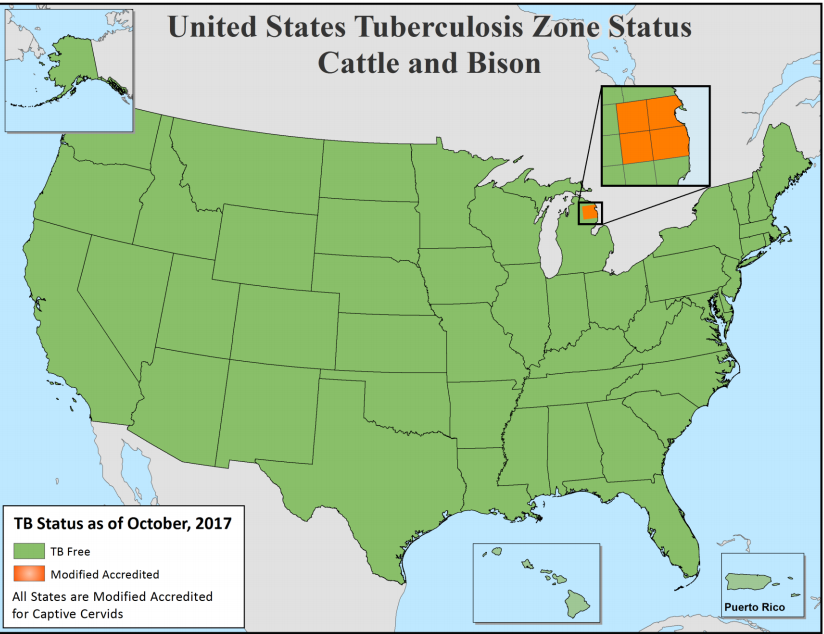 United States Tuberculosis Zone Status
Cattle and Bison
TB Status as of October, 2017
TB Free
Modified Accredited
All States are Modified Accredited
for Captive Cervids
Puerto Rico